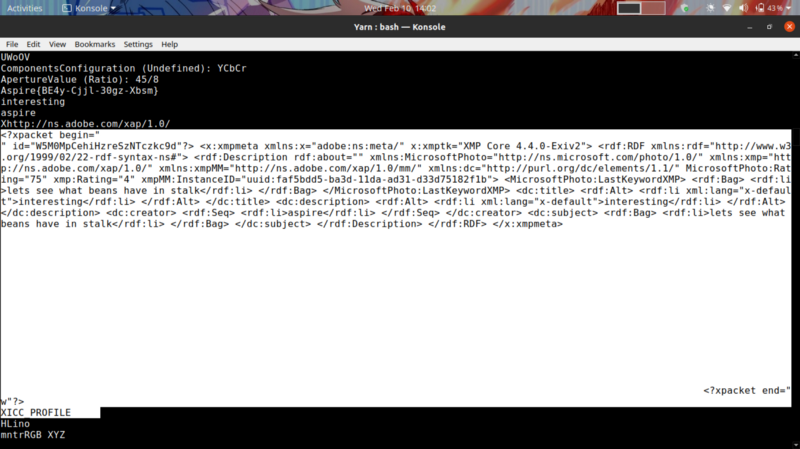 Activities Konsole Wed Feb 10, 14:02 43 %
Yarn : bash — Konsole
File Edit View Bookmarks Settings Help
UWoOV
ComponentsConfiguration (Undefined): YCbCr
ApertureValue (Ratio): 45/8
Aspire{BE4y-Cjjl-30gz-Xbsm}
interesting
aspire
Xhttp://ns.adobe.com/xap/1.0/
<?xpacket begin="
" id="W5M0MpCehiHzreSzNTczkc9d"?> <x:xmpmeta xmlns:x="adobe:ns:meta/" x:xmptk="XMP Core 4.4.0-Exiv2"> <rdf:RDF xmlns:rdf="http://www.w3
.org/1999/02/22-rdf-syntax-ns#"> <rdf:Description rdf:about="" xmlns:MicrosoftPhoto="http://ns.microsoft.com/photo/1.0/" xmlns:xmp="htt
p://ns.adobe.com/xap/1.0/" xmlns:xmpMM="http://ns.adobe.com/xap/1.0/mm/" xmlns:dc="http://purl.org/dc/elements/1.1/" MicrosoftPhoto:Rat
ing="75" xmp:Rating="4" xmpMM:InstanceID="uuid:faf5bdd5-ba3d-11da-ad31-d33d75182f1b"> <MicrosoftPhoto:LastKeywordXMP> <rdf:Bag> <rdf:li
>lets see what beans have in stalk</rdf:li> </rdf:Bag> </MicrosoftPhoto:LastKeywordXMP> <dc:title> <rdf:Alt> <rdf:li xml:lang="x-defaul
t">interesting</rdf:li> </rdf:Alt> </dc:title> <dc:description> <rdf:Alt> <rdf:li xml:lang="x-default">interesting</rdf:li> </rdf:Alt>
</dc:description> <dc:creator> <rdf:Seq> <rdf:li>aspire</rdf:li> </rdf:Seq> </dc:creator> <dc:subject> <rdf:Bag> <rdf:li>lets see what
beans have in stalk</rdf:li> </rdf:Bag> </dc:subject> </rdf:Description> </rdf:RDF> </x:xmpmeta>
<?xpacket end="
w"?>
XICC_PROFILE
HLino
mntrRGB XYZ